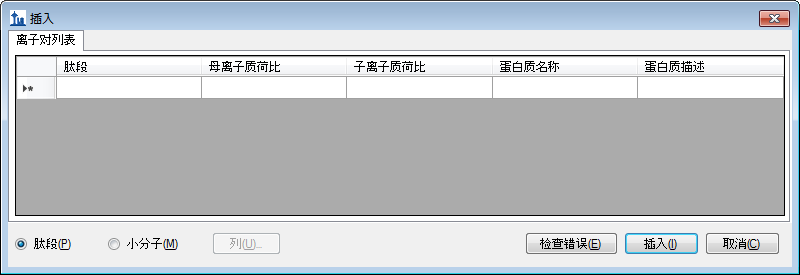 插入
离子对列表
肽段 母离子质荷比 子离子质荷比 蛋白质名称 蛋白质描述
肽段(P) 小分子(M) 列(U)... 检查错误(E) 插入(I) 取消(C)